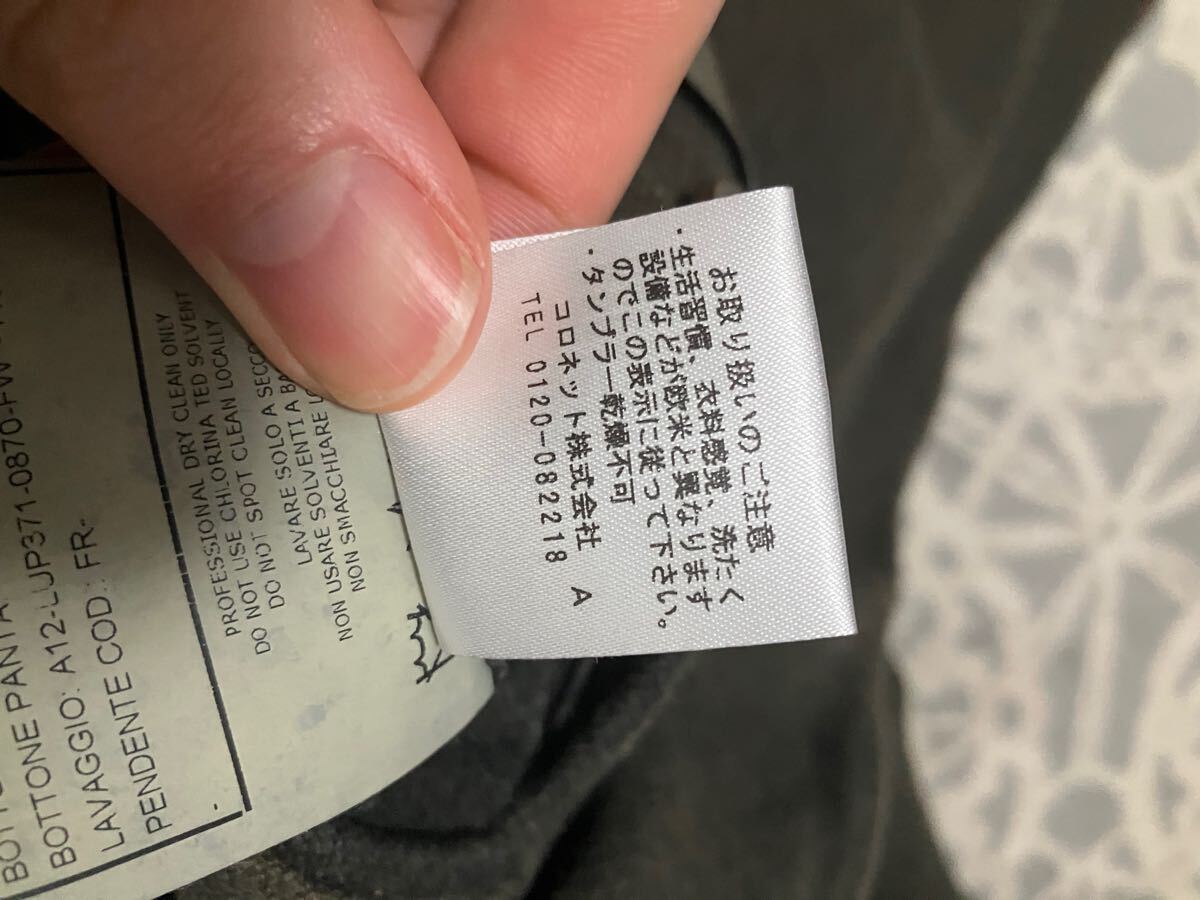 お取り扱いのご注意
・生活習慣、衣料感覚、洗たく
設備などが欧米と異なります
のでこの表示に従って下さい。
・タンブラー乾燥不可
コロネット株式会社 A
TEL 0120-082218
BOTTONE PANTA
BOTTONE: A12-LUP371-0870-FW
LAVAGGIO
PENDENTE COD.: FR-
PROFESSIONAL DRY CLEAN ONLY
DO NOT USE CHLORINA TED SOLVENT
DO NOT SPOT CLEAN LOCALLY
LAVARE SOLO A SECCO
NON USARE SOLVENTI A BA
NON SMACCHIARE LO